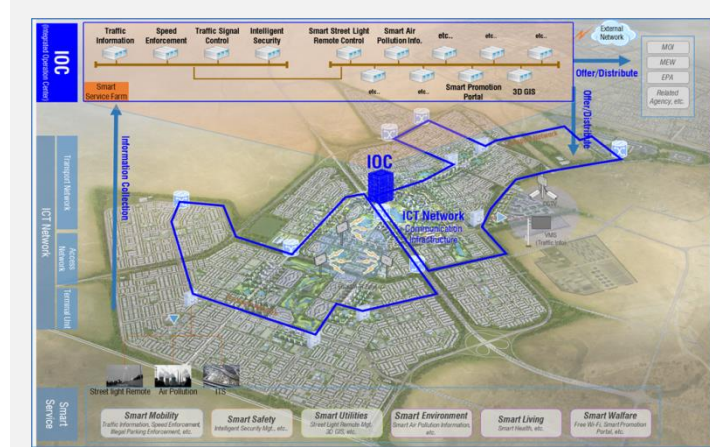 IOC
(Integrated Operation Center)
Traffic
Information
Speed
Enforcement
Traffic Signal
Control
Intelligent
Security
Smart Street Light
Remote Control
Smart Air
Pollution Info.
etc..
etc..
etc..
External
Network
Smart
Service Farm
etc..
etc..
Smart Promotion
Portal
3D GIS
Offer/Distribute
MOI
MEW
EPA
Related
Agency, etc.
Offer/Distribute
Information Collection
ICT Network
Transport Network
Access
Network
Terminal Unit
IOC
ICT Network
Communication
Infrastructure
VMS
(Traffic Infor.
Street light Remote
Air Pollution
ITS
Smart
Service
Smart Mobility
Traffic Information, Speed Enforcement,
Illegal Parking Enforcement, etc.
Smart Safety
Intelligent Security Mgt., etc.
Smart Utilities
Street Light Remote Mgt.
3D GIS, etc.
Smart Environment
Smart Air Pollution Information,
etc.
Smart Living
Smart Health, etc.
Smart Walfare
Free Wi-Fi, Smart Promotion
Portal, etc.